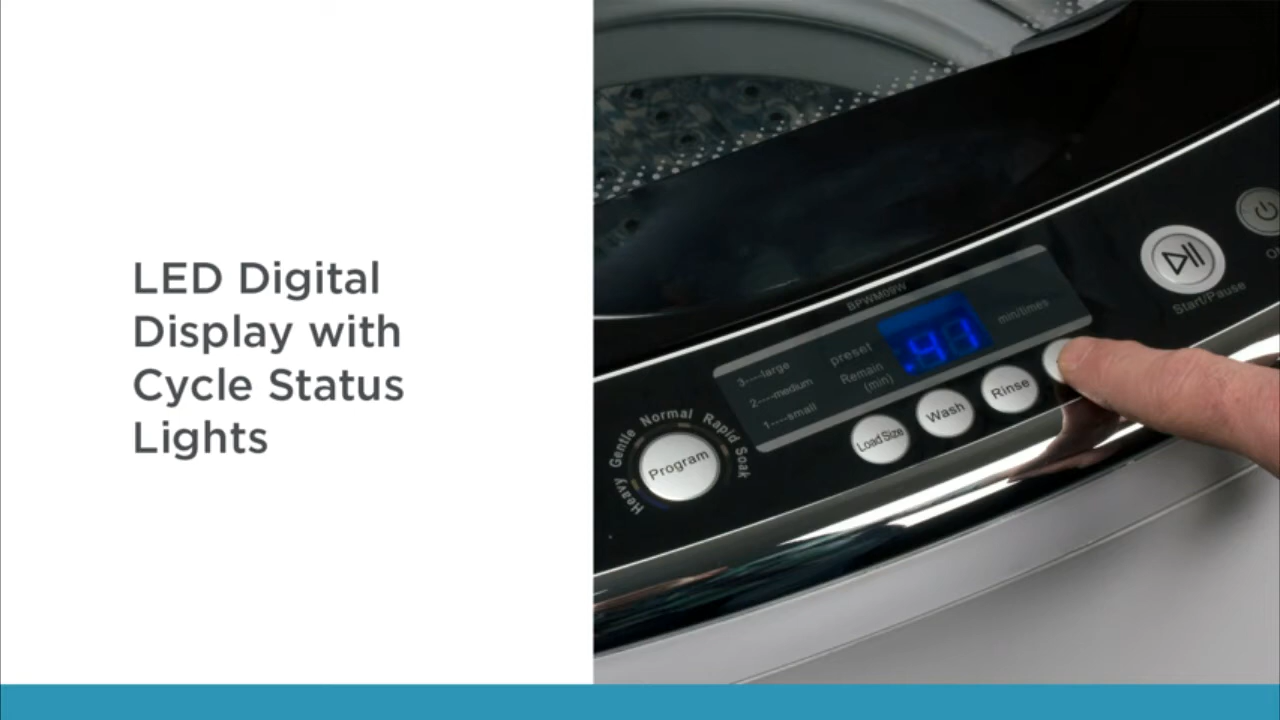 LED Digital
Display with
Cycle Status
Lights
BPWM09W
3----large
2----medium
1----small
preset
Remain
(min)
41
min/times
Start/Pause
Load Size
Wash
Rinse
Heavy Gentle Normal Rapid Soak
Program